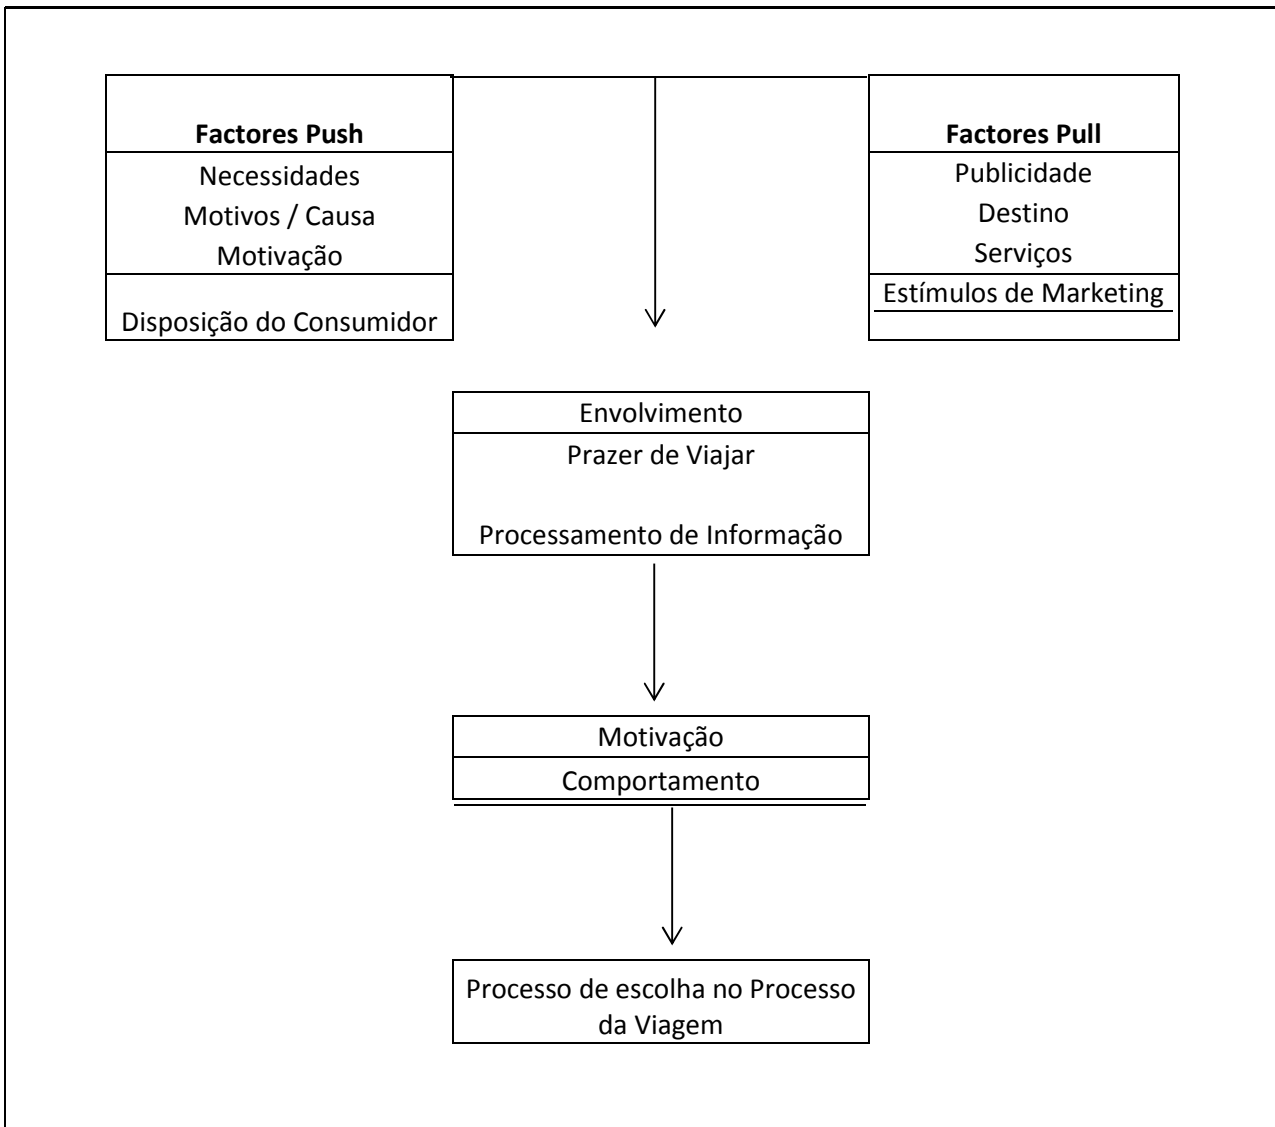 Factores Push
Necessidades
Motivos / Causa
Motivação
Disposição do Consumidor
Factores Pull
Publicidade
Destino
Serviços
Estímulos de Marketing
Envolvimento
Prazer de Viajar
Processamento de Informação
Motivação
Comportamento
Processo de escolha no Processo
da Viagem